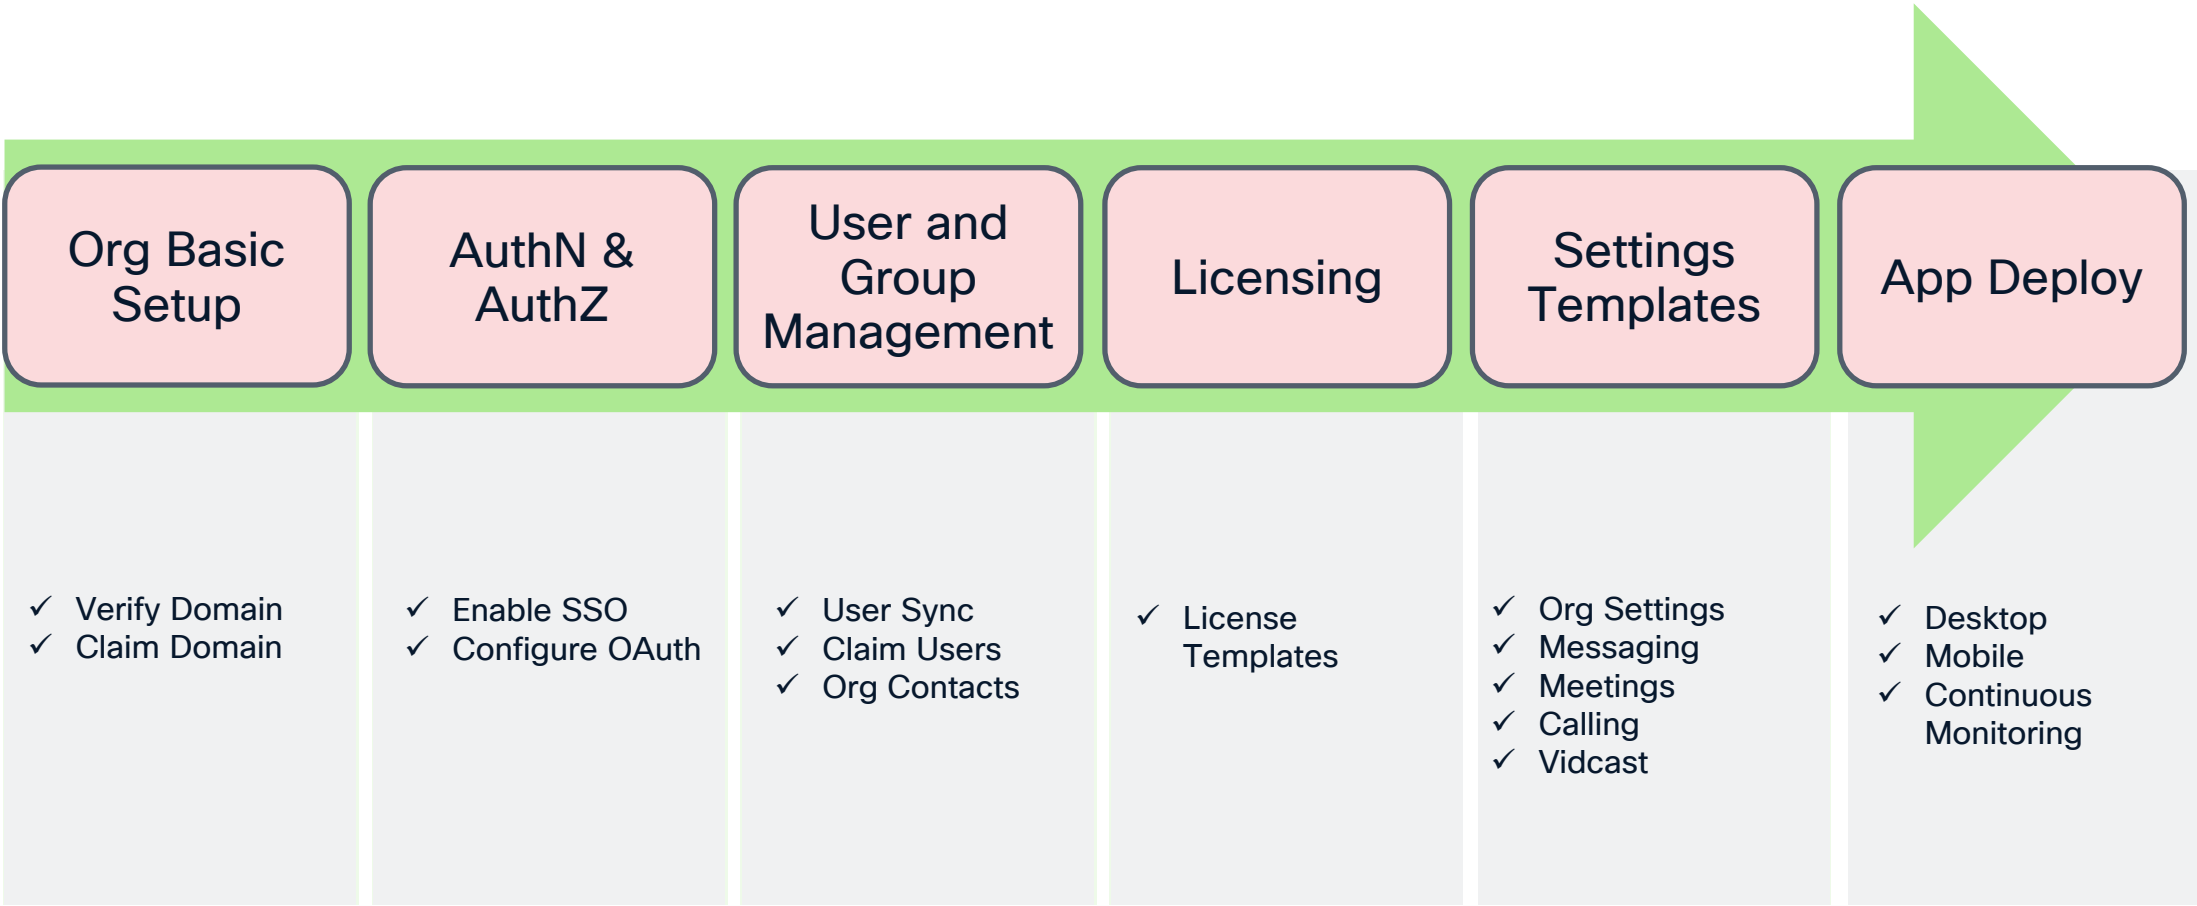 Org Basic
Setup
AuthN &
AuthZ
User and
Group
Management
Licensing
Settings
Templates
App Deploy
✓ Verify Domain
✓ Claim Domain
✓ Enable SSO
✓ Configure OAuth
✓ User Sync
✓ Claim Users
✓ Org Contacts
✓ License
Templates
✓ Org Settings
✓ Messaging
✓ Meetings
✓ Calling
✓ Vidcast
✓ Desktop
✓ Mobile
✓ Continuous
Monitoring